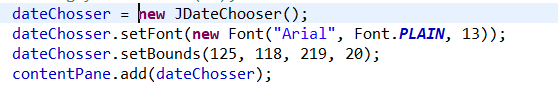 dateChosser = new JDateChooser();
dateChosser.setFont(new Font("Arial", Font.PLAIN, 13));
dateChosser.setBounds(125, 118, 219, 20);
contentPane.add(dateChosser);